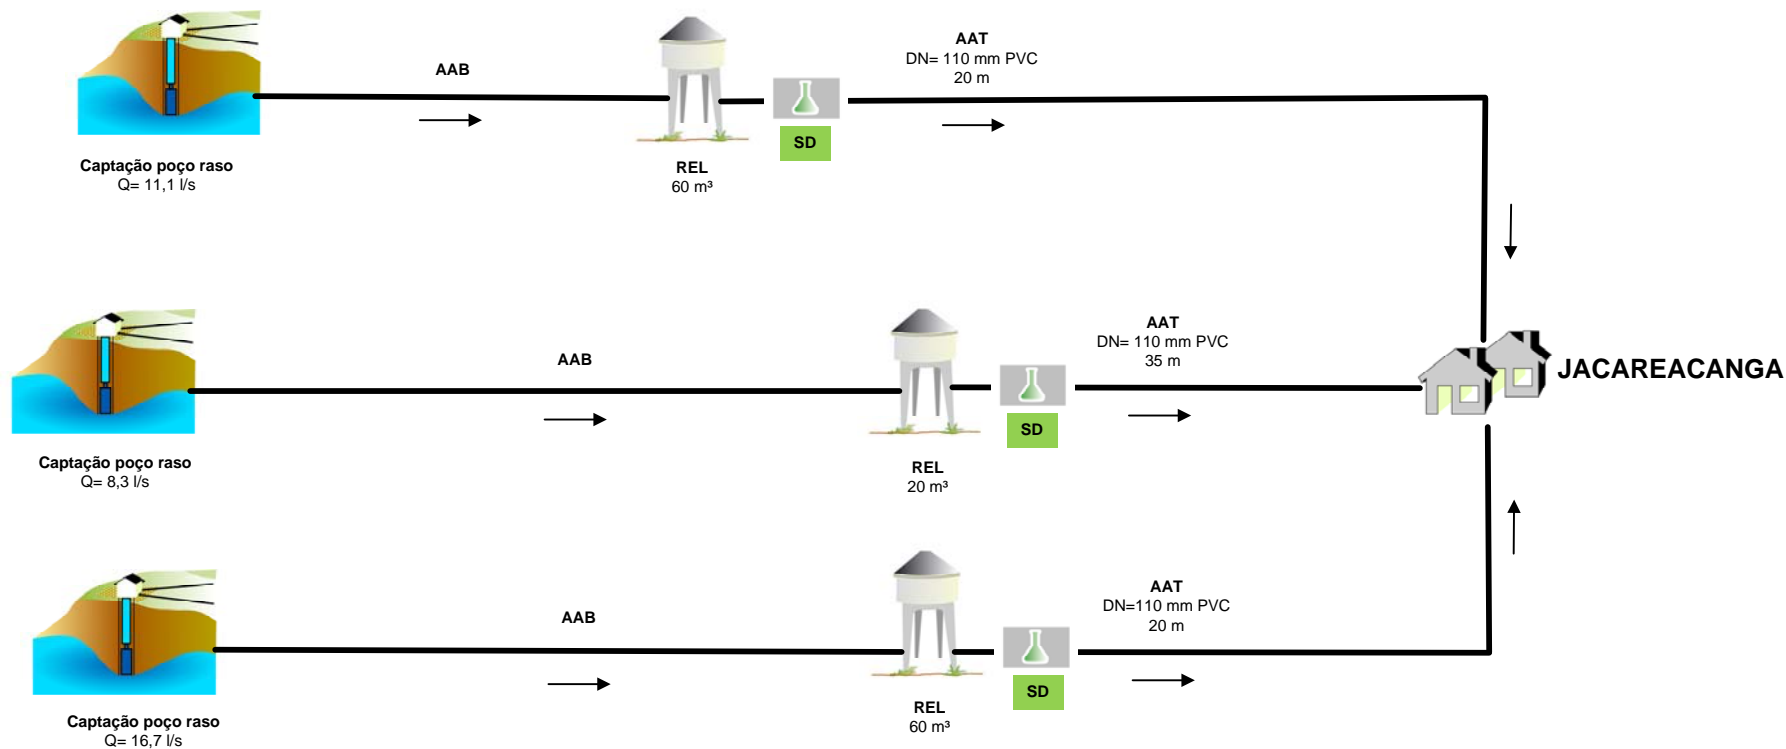 AAB
AAT
DN= 110 mm PVC
20 m
SD
Captação poço raso
Q= 11,1 l/s
REL
60 m³
AAB
AAT
DN= 110 mm PVC
35 m
JACAREACANGA
SD
Captação poço raso
Q= 8,3 l/s
REL
20 m³
AAB
AAT
DN=110 mm PVC
20 m
SD
Captação poço raso
Q= 16,7 l/s
REL
60 m³